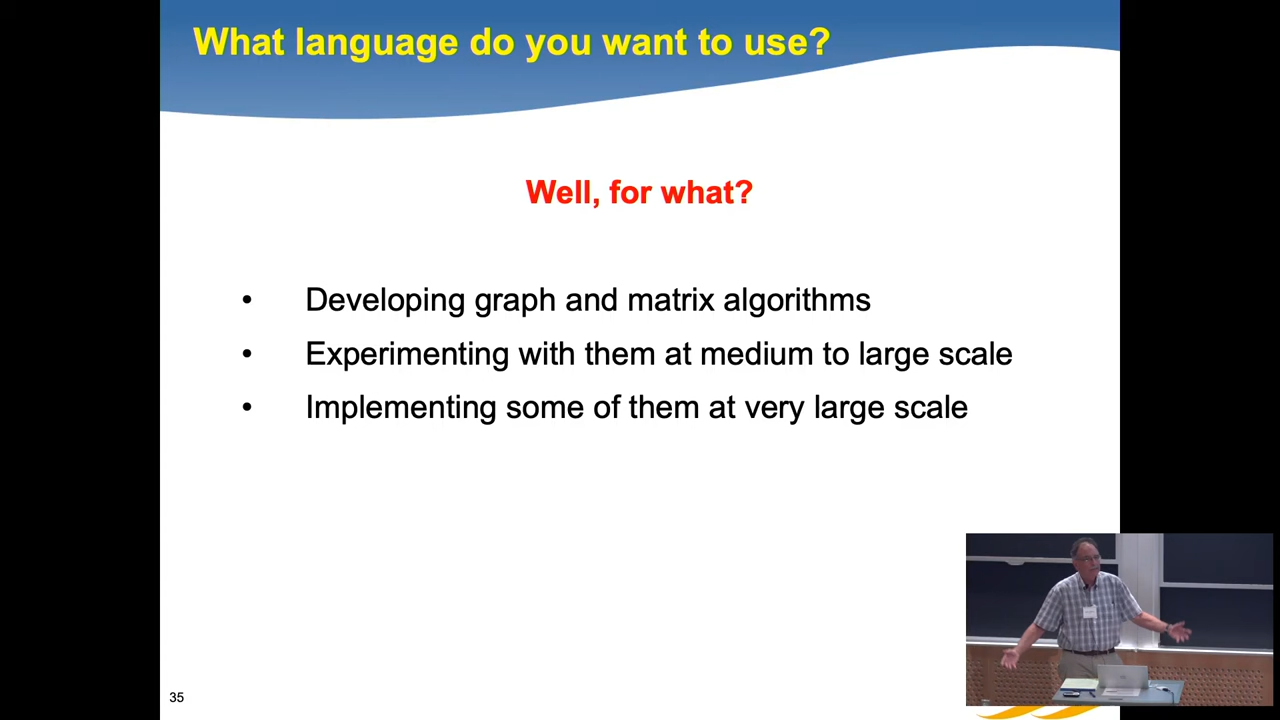 What language do you want to use?
Well, for what?
• Developing graph and matrix algorithms
• Experimenting with them at medium to large scale
• Implementing some of them at very large scale
35